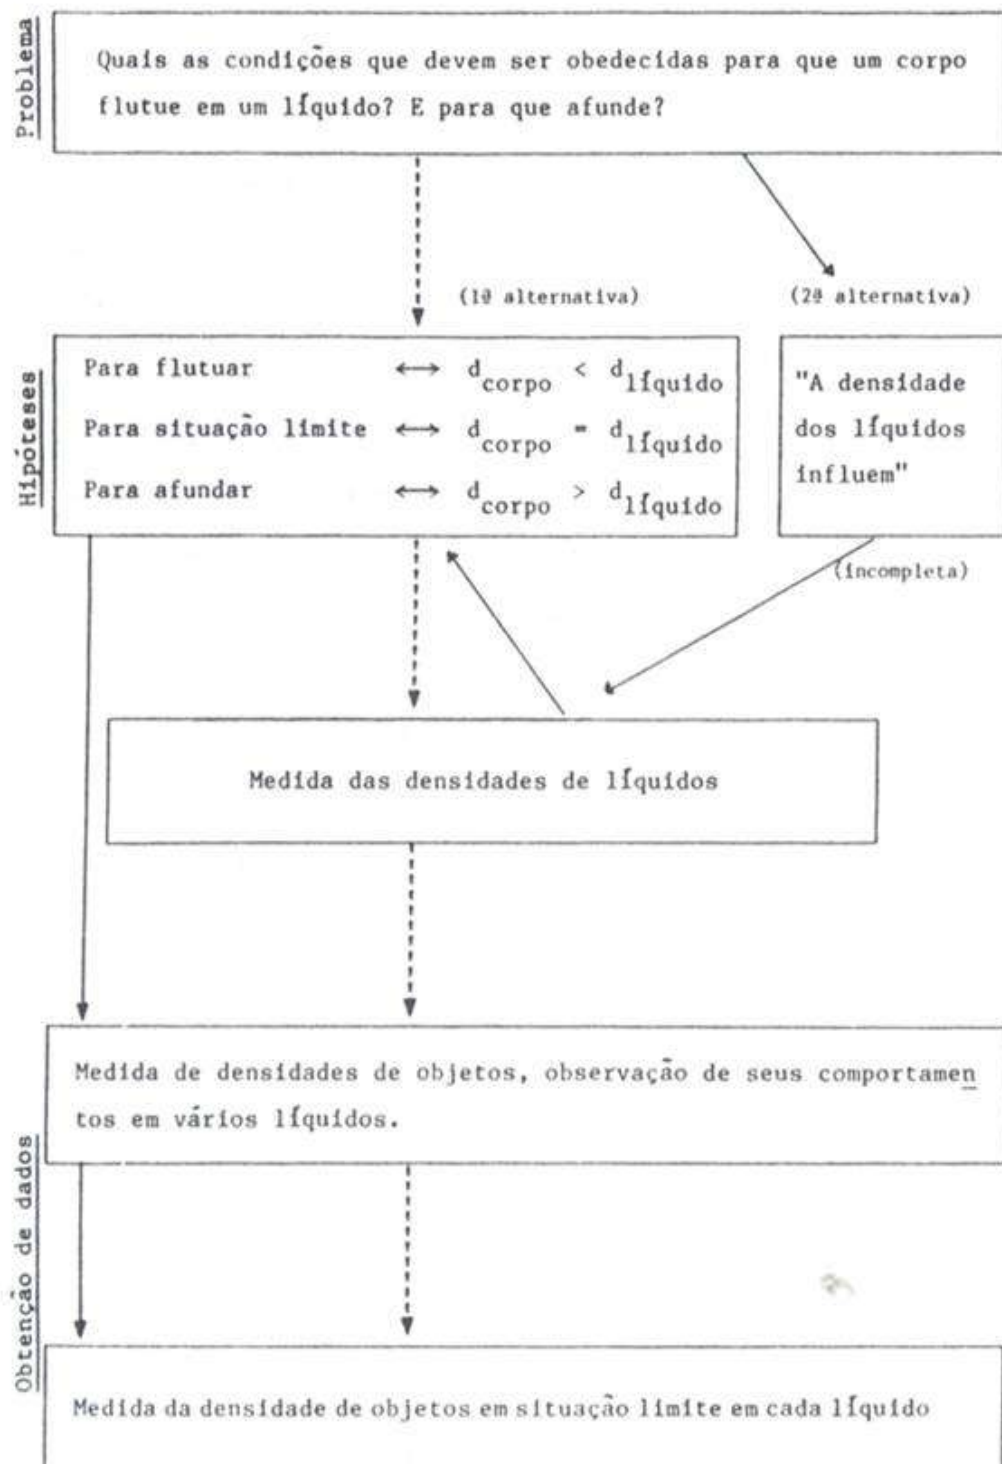 Problema
Quais as condições que devem ser obedecidas para que um corpo
flutue em um líquido? E para que afunde?
(1ª alternativa)
(2ª alternativa)
Hipóteses
Para flutuar ⟷ d corpo < d líquido
Para situação limite ⟷ d corpo = d líquido
Para afundar ⟷ d corpo > d líquido
"A densidade
dos líquidos
influem"
(incompleta)
Medida das densidades de líquidos
Obtenção de dados
Medida de densidades de objetos, observação de seus comportamen
tos em vários líquidos.
Medida da densidade de objetos em situação limite em cada líquido